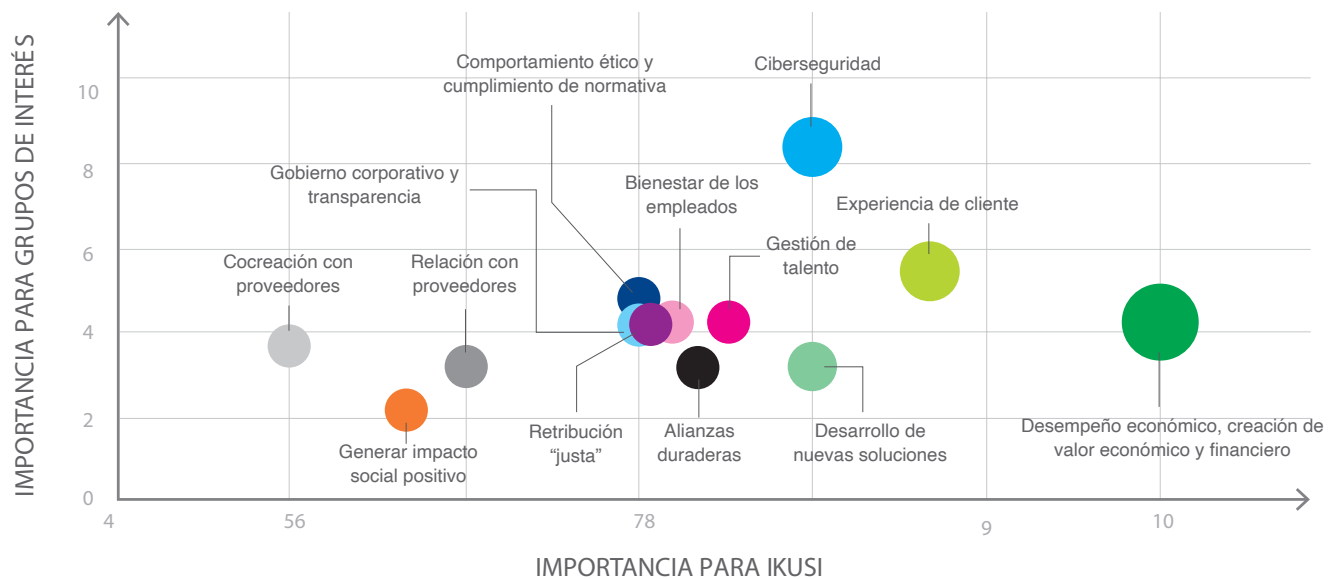 IMPORTANCIA PARA GRUPOS DE INTERÉS
10
8
6
4
2
0
Comportamiento ético y
cumplimiento de normativa
Ciberseguridad
Gobierno corporativo y
transparencia
Bienestar de los
empleados
Experiencia de cliente
Gestión de
talento
Cocreación con
proveedores
Relación con
proveedores
Generar impacto
social positivo
Retribución
“justa”
Alianzas
duraderas
Desarrollo de
nuevas soluciones
Desempeño económico, creación de
valor económico y financiero
4
56
78
9
10
IMPORTANCIA PARA IKUSI